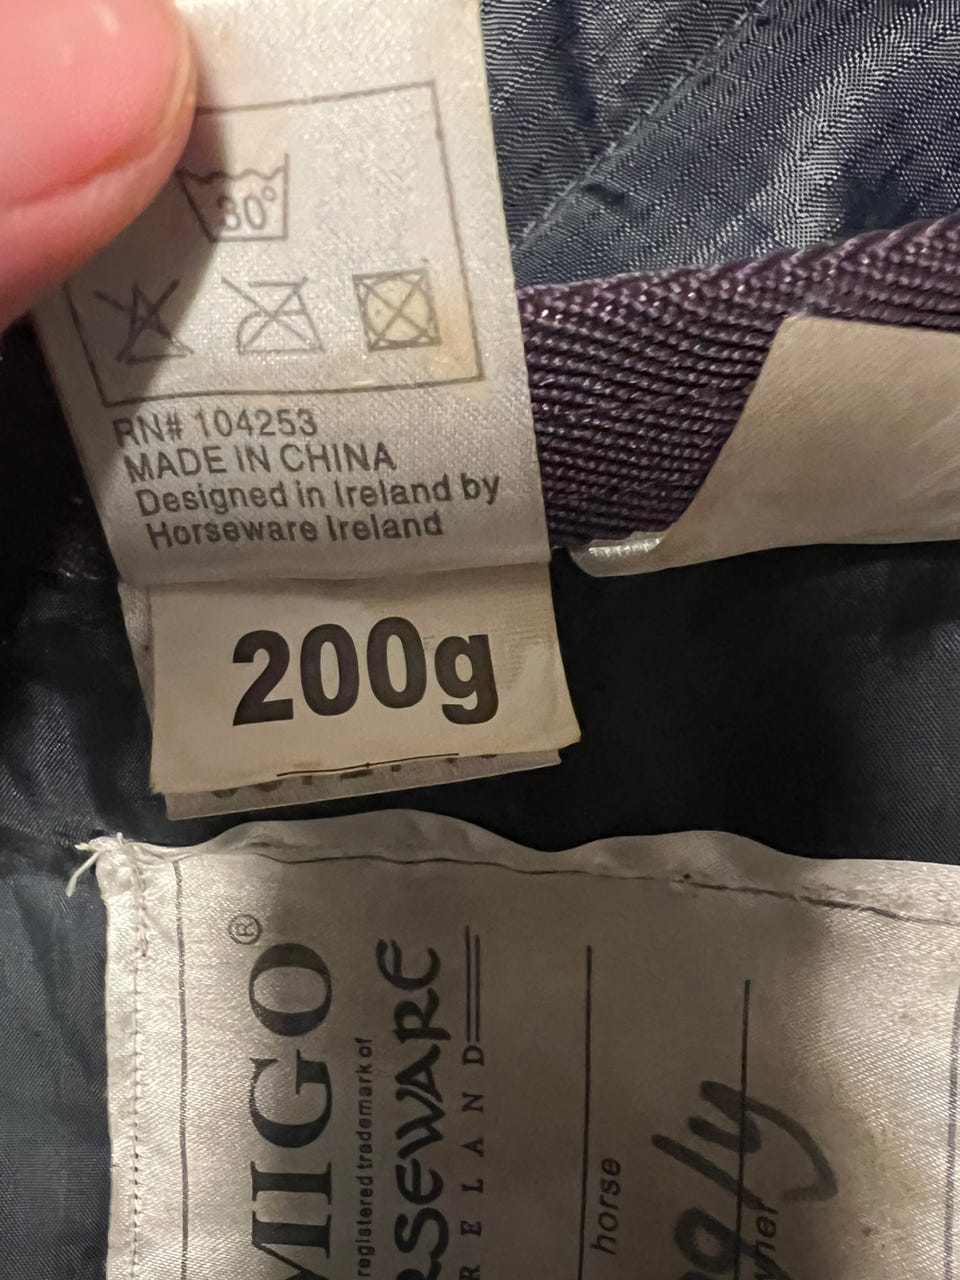 30°
RN# 104253
MADE IN CHINA
Designed in Ireland by
Horseware Ireland
200g
MIGO®
registered trademark of
RSEWARE
RELAND
horse